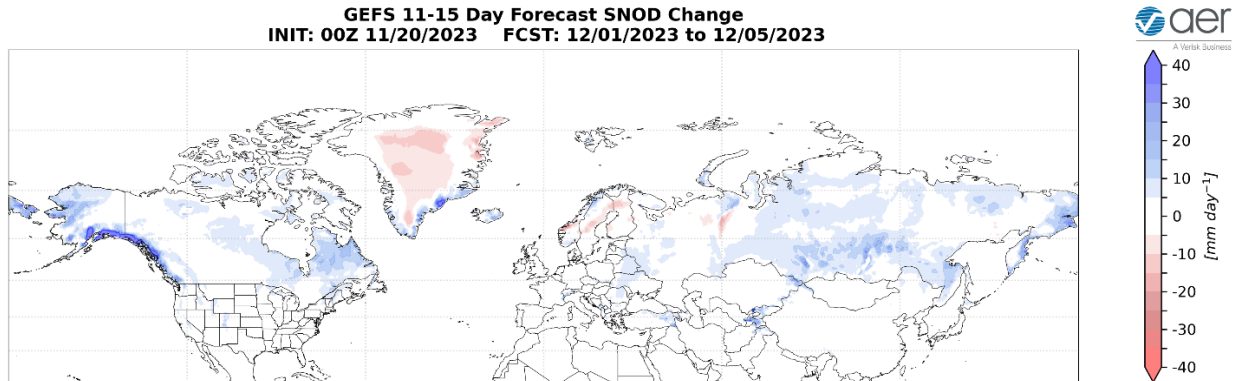 GEFS 11-15 Day Forecast SNOD Change
INIT: 00Z 11/20/2023    FCST: 12/01/2023 to 12/05/2023
aer
A Verisk Business
40
30
20
10
0
-10
-20
-30
-40
[mm day⁻¹]